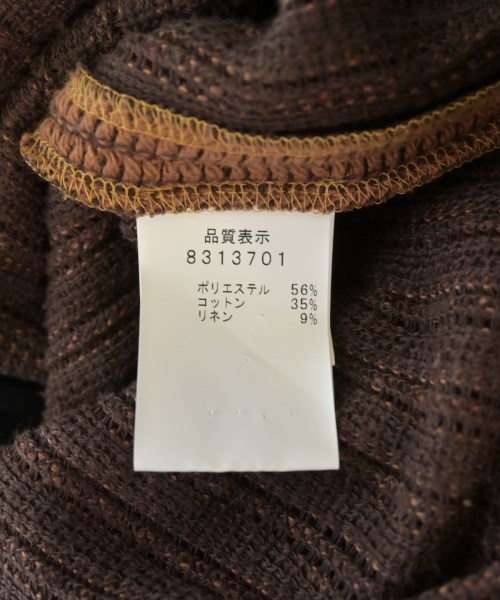 品質表示
8313701
ポリエステル 56%
コットン 35%
リネン 9%